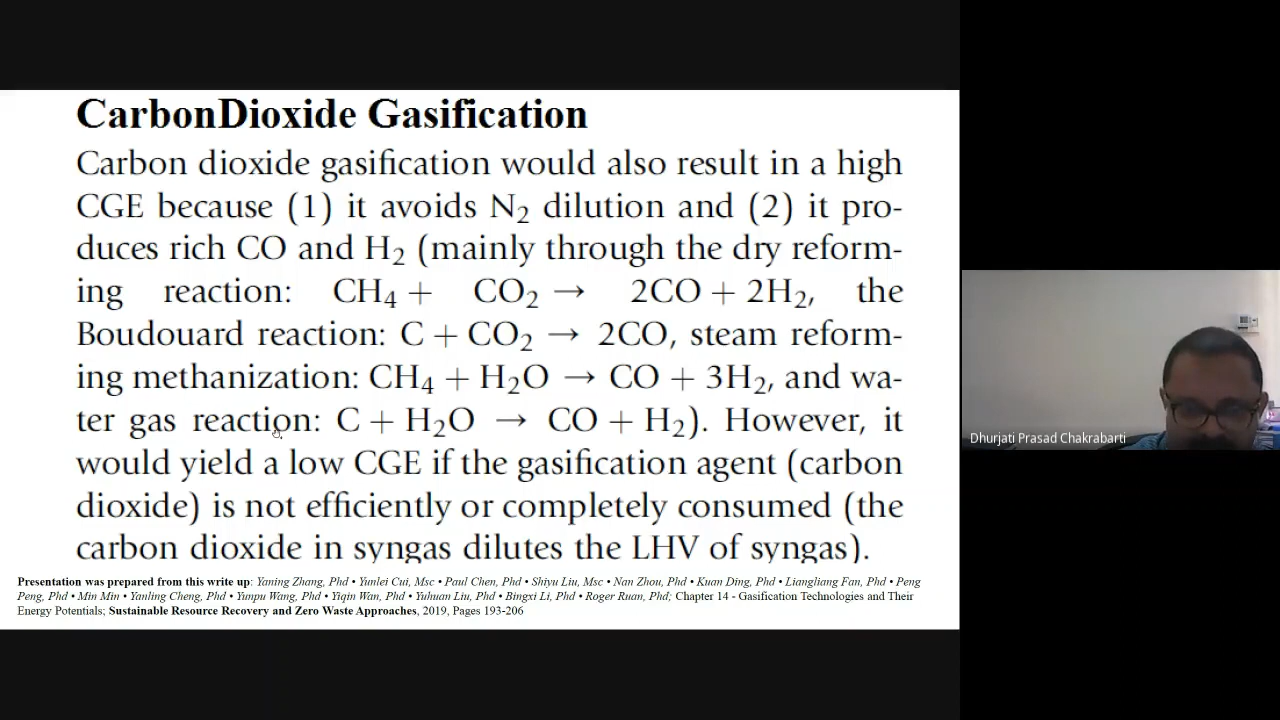 CarbonDioxide Gasification
Carbon dioxide gasification would also result in a high
CGE because (1) it avoids N₂ dilution and (2) it pro-
duces rich CO and H₂ (mainly through the dry reform-
ing reaction: CH₄ + CO₂ → 2CO + 2H₂, the
Boudouard reaction: C + CO₂ → 2CO, steam reform-
ing methanization: CH₄ + H₂O → CO + 3H₂, and wa-
ter gas reaction: C + H₂O → CO + H₂). However, it
would yield a low CGE if the gasification agent (carbon
dioxide) is not efficiently or completely consumed (the
carbon dioxide in syngas dilutes the LHV of syngas).
Presentation was prepared from this write up: Yaning Zhang, Phd • Yunlei Cui, Msc • Paul Chen, Phd • Shiyu Liu, Msc • Nan Zhou, Phd • Kuan Ding, Phd • Liangliang Fan, Phd • Peng
Peng, Phd • Min Min • Yanling Cheng, Phd • Yunpu Wang, Phd • Yiqin Wan, Phd • Yuhuan Liu, Phd • Bingxi Li, Phd • Roger Ruan, Phd; Chapter 14 - Gasification Technologies and Their
Energy Potentials; Sustainable Resource Recovery and Zero Waste Approaches, 2019, Pages 193-206
Dhurjati Prasad Chakrabarti